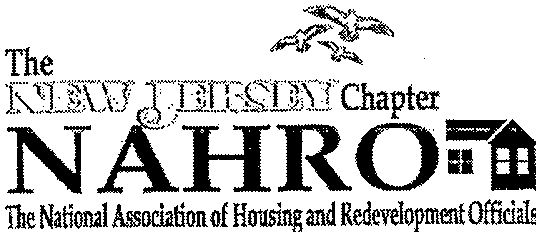 The
NEW JERSEY Chapter
NAHRO
The National Association of Housing and Redevelopment Officials